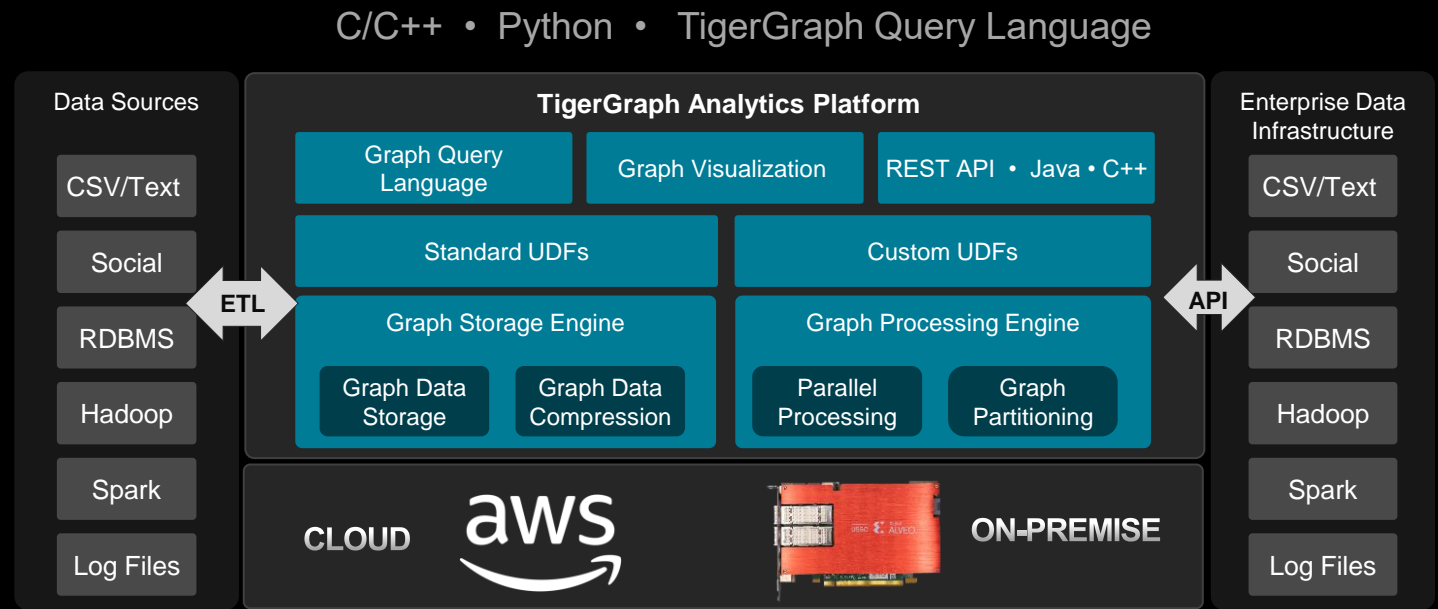 C/C++ • Python • TigerGraph Query Language
Data Sources
CSV/Text
Social
RDBMS
Hadoop
Spark
Log Files
ETL
TigerGraph Analytics Platform
Graph Query
Language
Graph Visualization
REST API • Java • C++
Standard UDFs
Custom UDFs
Graph Storage Engine
Graph Data
Storage
Graph Data
Compression
Graph Processing Engine
Parallel
Processing
Graph
Partitioning
CLOUD
aws
ALVEO
ON-PREMISE
API
Enterprise Data
Infrastructure
CSV/Text
Social
RDBMS
Hadoop
Spark
Log Files